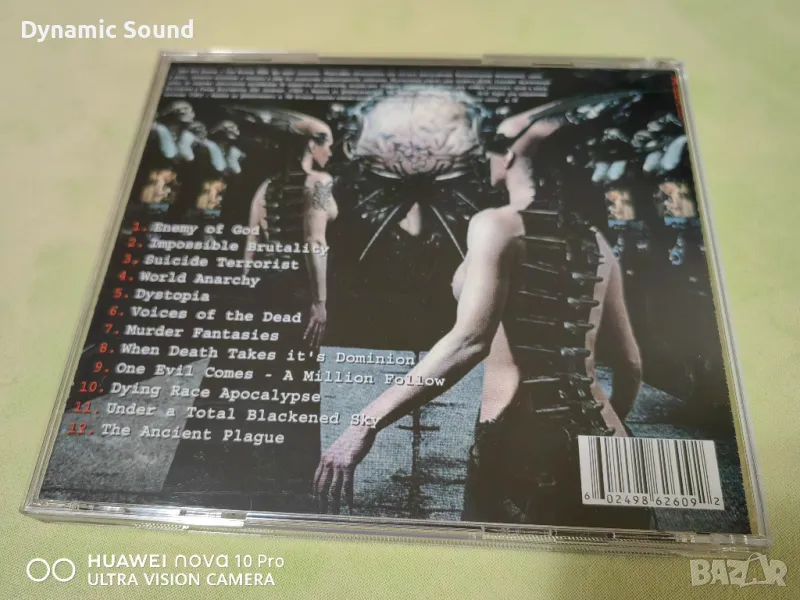 Dynamic Sound
1. Enemy of God
2. Impossible Brutality
3. Suicide Terrorist
4. World Anarchy
5. Dystopia
6. Voices of the Dead
7. Murder Fantasies
8. When Death Takes it's Dominion
9. One Evil Comes - A Million Follow
10. Dying Race Apocalypse
11. Under a Total Blackened Sky
12. The Ancient Plague
6 02498 62609 2
HUAWEI nova 10 Pro
ULTRA VISION CAMERA
BAZAR